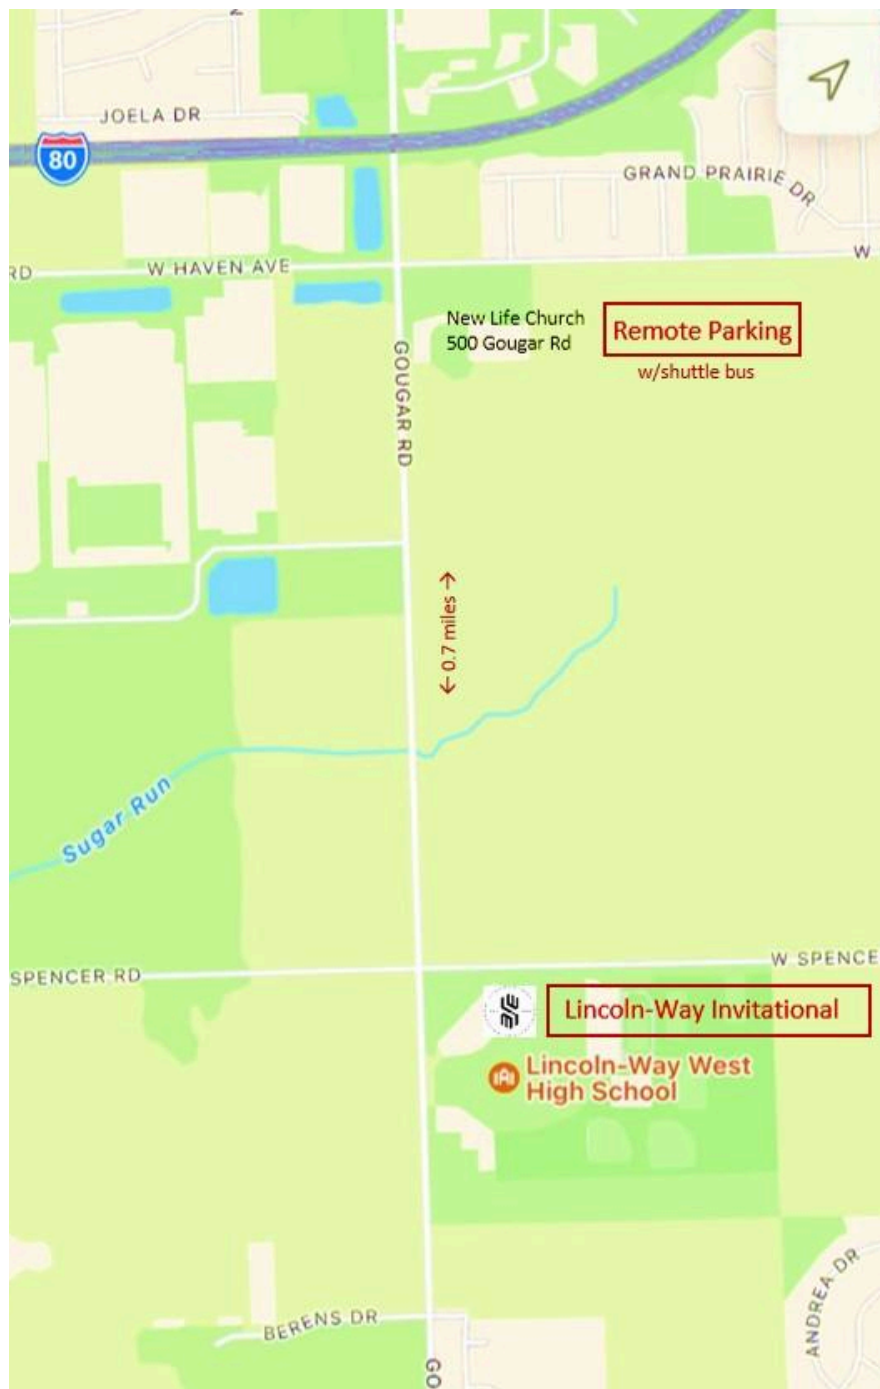 JOELA DR
80
GRAND PRAIRIE DR
RD
W HAVEN AVE
W
New Life Church
500 Gougar Rd
Remote Parking
w/shuttle bus
GOUGAR RD
← 0.7 miles →
Sugar Run
SPENCER RD
W SPENCE
Lincoln-Way Invitational
Lincoln-Way West
High School
BERENS DR
ANDREA DR
GO